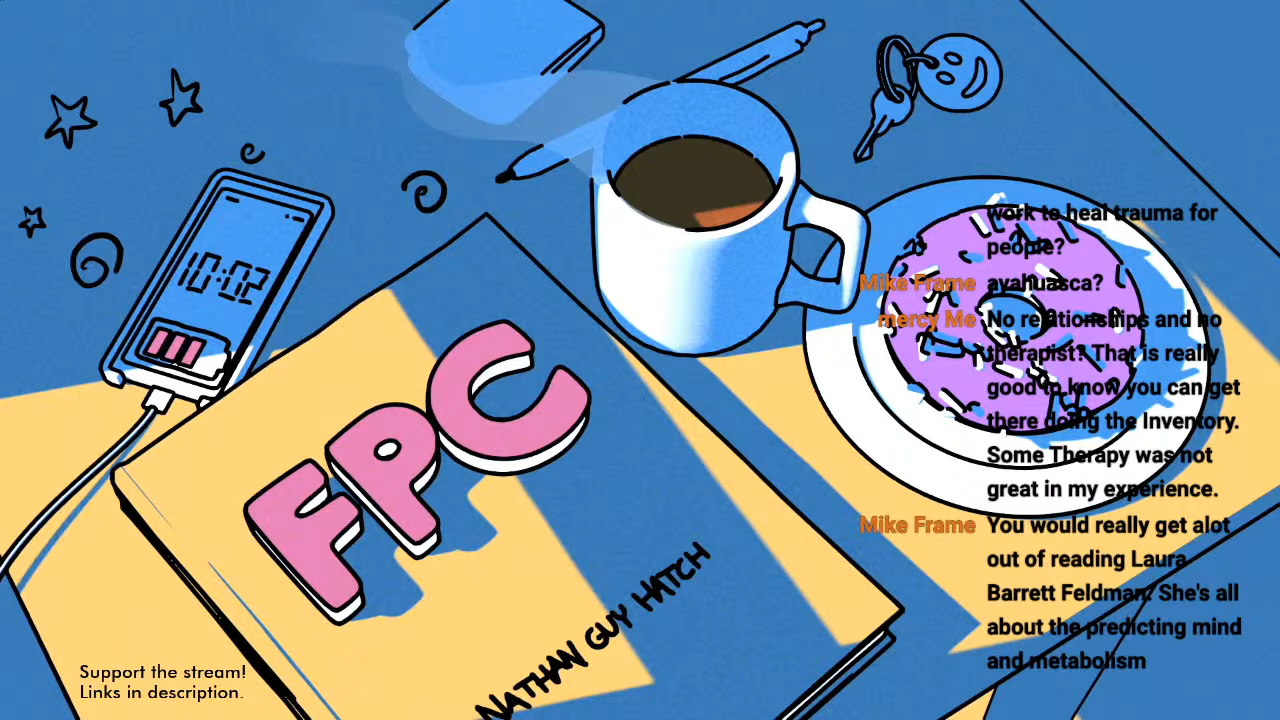 10:02
FPC
NATHAN GUY HATCH
Support the stream!
Links in description.
work to heal trauma for
people?
Mike Frame ayahuasca?
mercy Me No relationships and no
therapist? That is really
good to know you can get
there doing the Inventory.
Some Therapy was not
great in my experience.
Mike Frame You would really get alot
out of reading Laura
Barrett Feldman. She's all
about the predicting mind
and metabolism